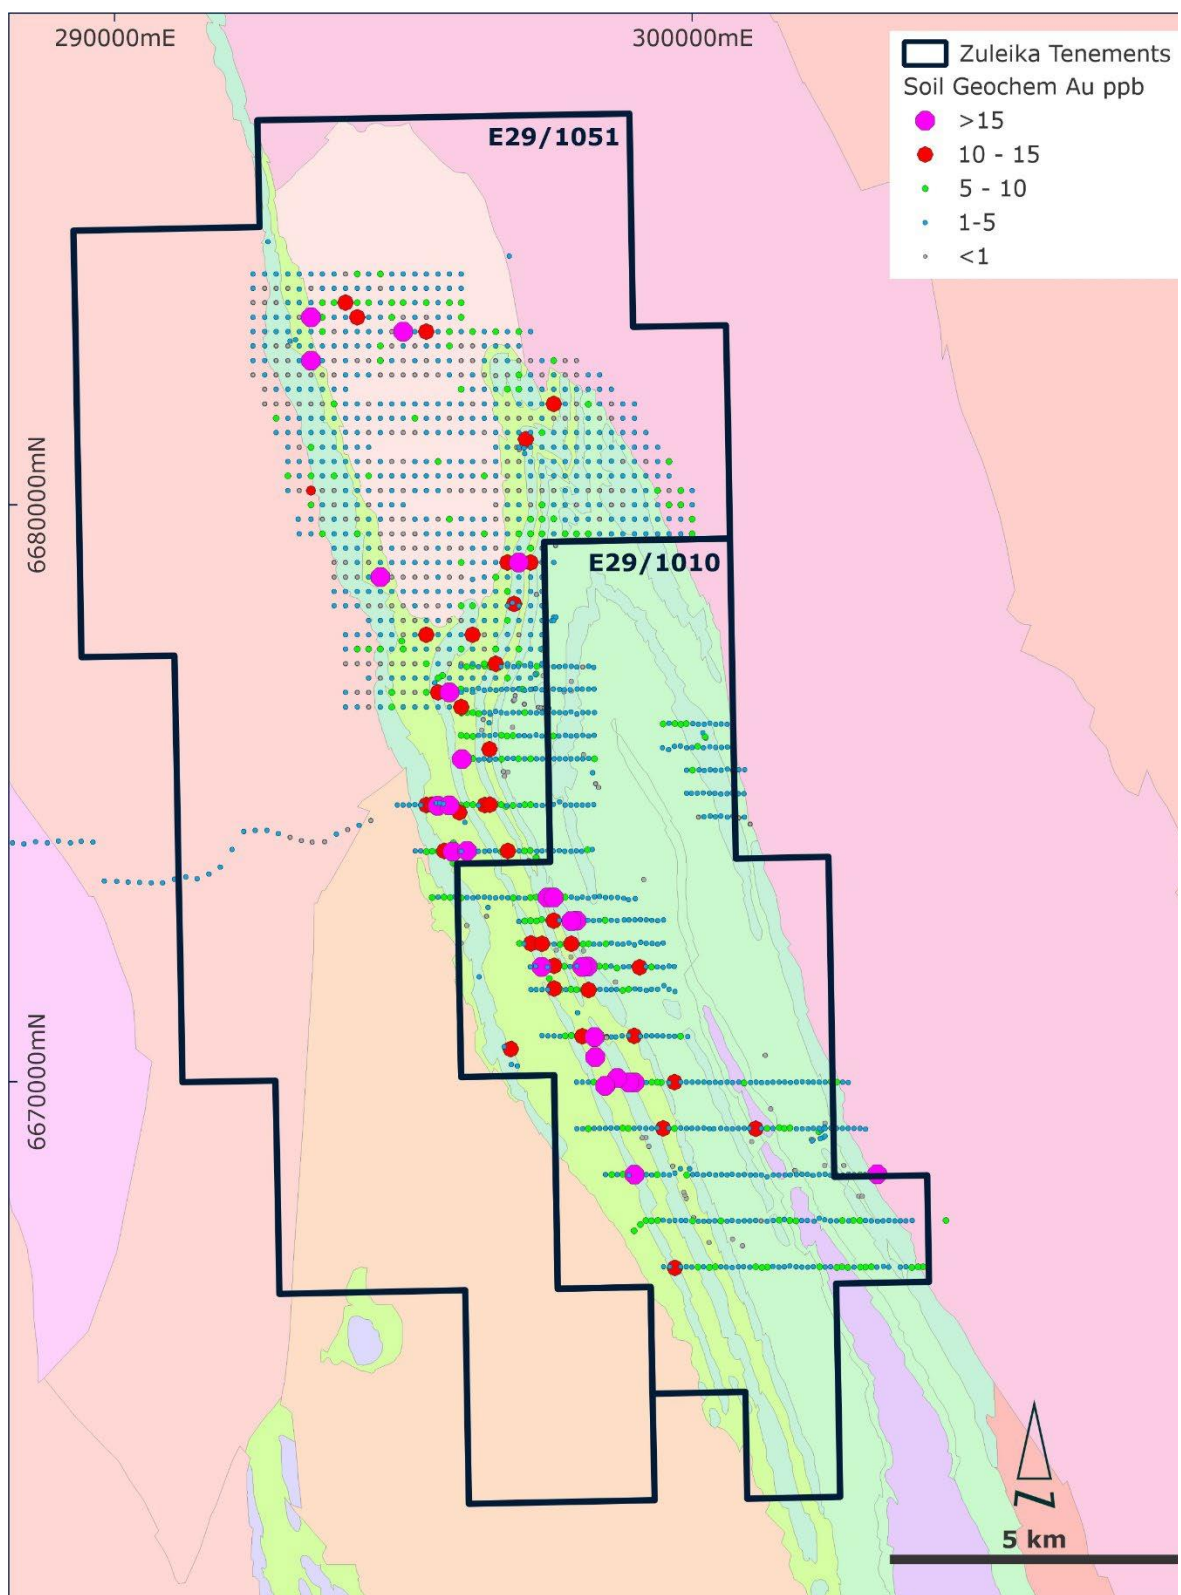 290000mE
300000mE
Zuleika Tenements
Soil Geochem Au ppb
>15
10 - 15
5 - 10
1-5
<1
E29/1051
6680000mN
E29/1010
6670000mN
N
5 km